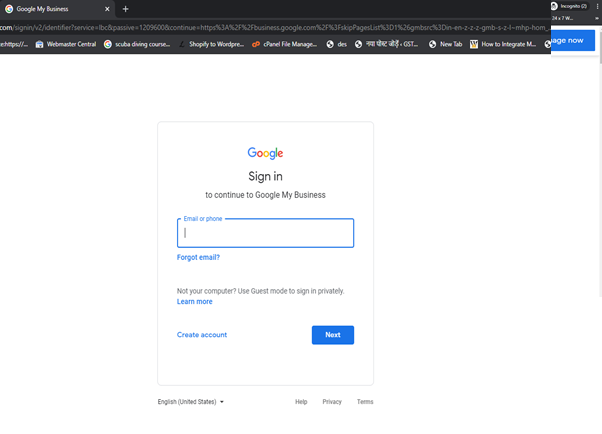 Google My Business
Incognito (2)
.com/signin/v2/identifier?service=lbc&passive=1209600&continue=https%3A%2F%2Fbusiness.google.com%2F%3FskipPagesList%3D1%26gmbsrc%3Din-en-z-z-z-gmb-s-z-l~mhp-hom_
24 x 7 W...
e:https://... Webmaster Central scuba diving course... Shopify to Wordpre... cPanel File Manage... des नया पोस्ट जोड़ें ‹ GST... New Tab How to Integrate M...
age now
Google
Sign in
to continue to Google My Business
Email or phone
Forgot email?
Not your computer? Use Guest mode to sign in privately.
Learn more
Create account Next
English (United States) Help Privacy Terms